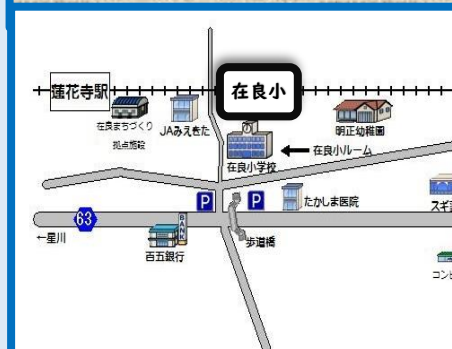 蓮花寺駅
在良小
在良まちづくり
拠点施設
JAみえきた
在良小学校
明正幼稚園
在良小ルーム
P
P
たかしま医院
スギ
63
←星川
BANK
百五銀行
歩道橋
コンビ